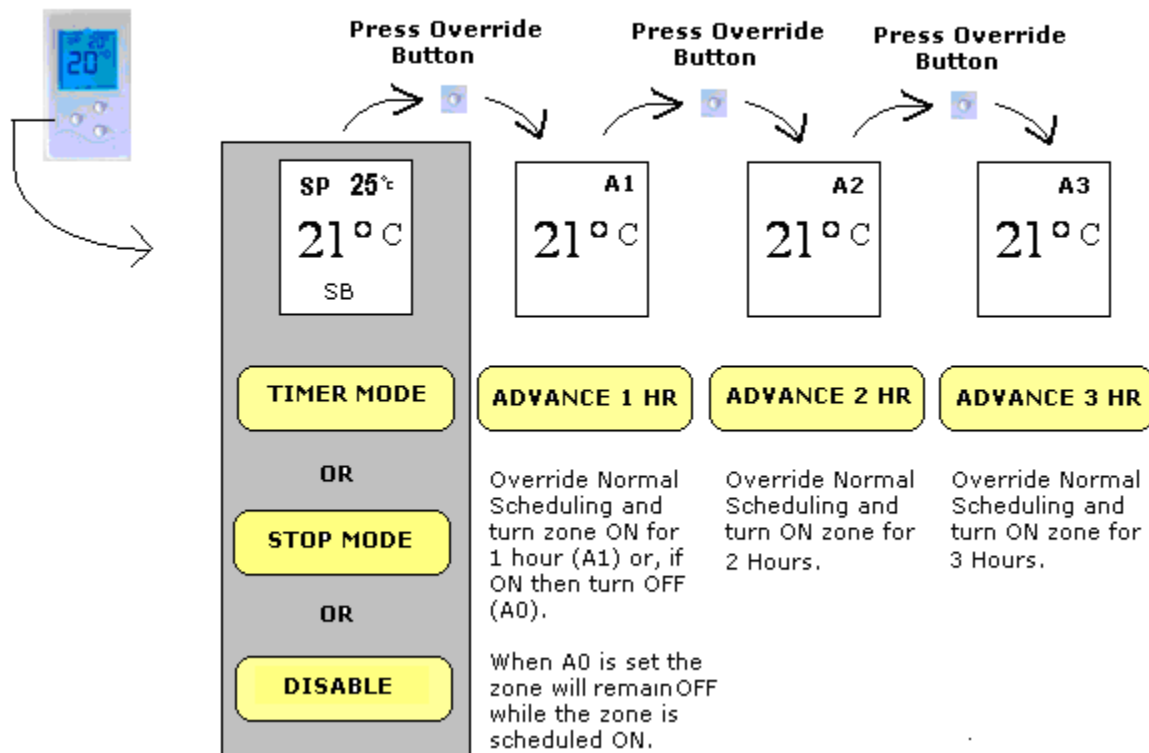 Press Override
Button
Press Override
Button
Press Override
Button
20°
20°C
SP 25°c
21° C
SB
A1
21° C
A2
21° C
A3
21° C
TIMER MODE
ADVANCE 1 HR
ADVANCE 2 HR
ADVANCE 3 HR
OR
STOP MODE
OR
DISABLE
Override Normal
Scheduling and
turn zone ON for
1 hour (A1) or, if
ON then turn OFF
(A0).
When A0 is set the
zone will remain OFF
while the zone is
scheduled ON.
Override Normal
Scheduling and
turn ON zone for
2 Hours.
Override Normal
Scheduling and
turn ON zone for
3 Hours.